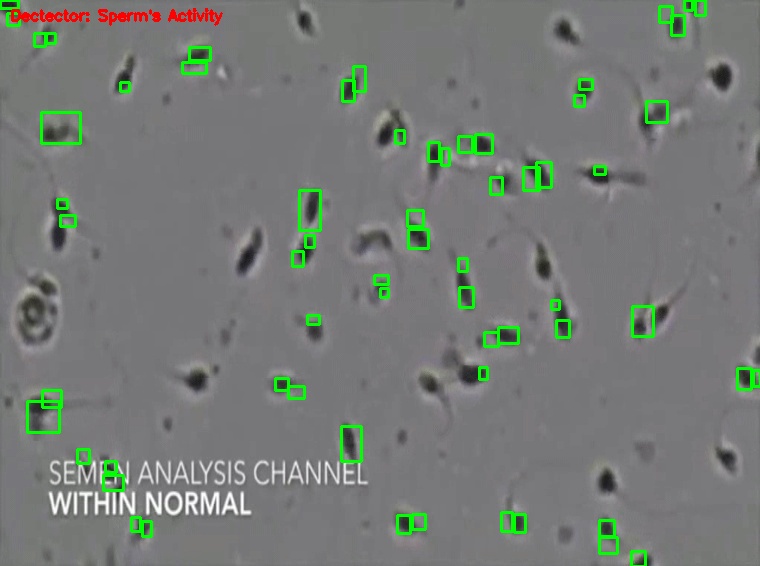 Dectector: Sperm's Activity
SEMEN ANALYSIS CHANNEL
WITHIN NORMAL